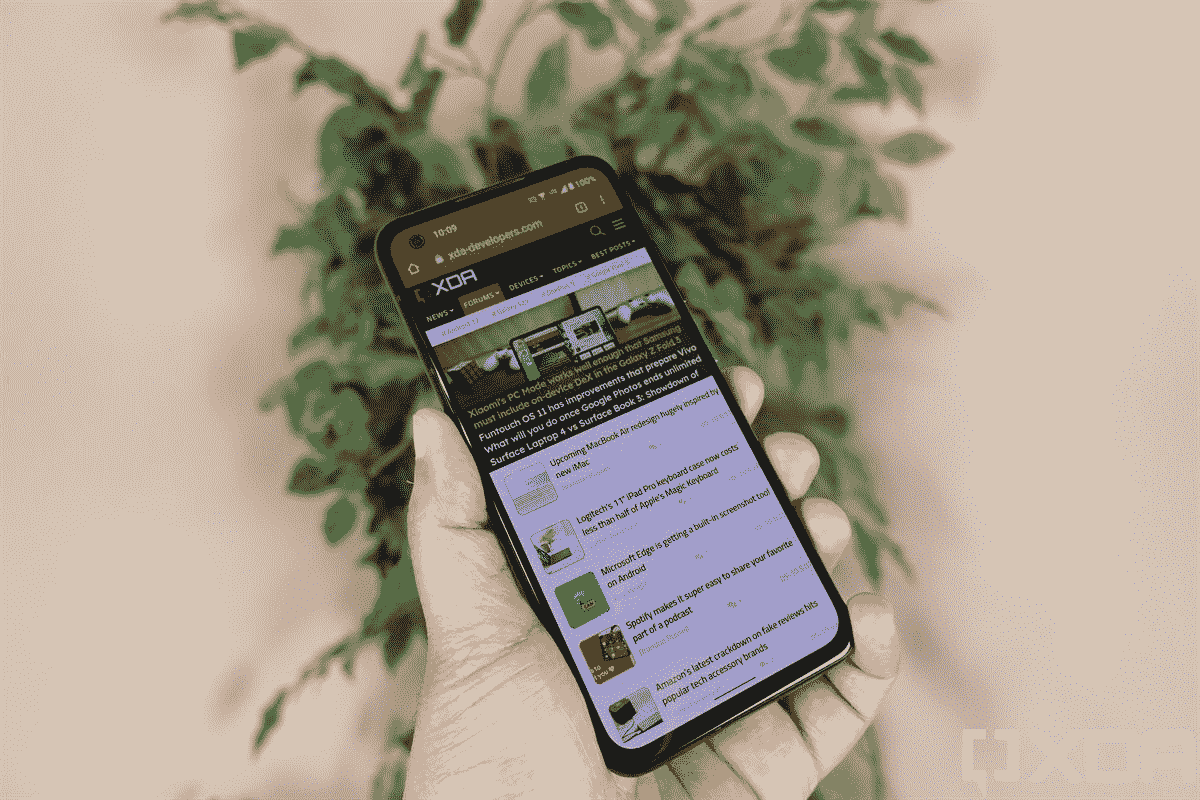 10:09
100%
xda-developers.com
XDA
NEWS
FORUMS
DEVICES
TOPICS
BEST POSTS
# Android 12
# Galaxy S21
# OnePlus 9
Xiaomi's PC Mode works well enough that Samsung
must include on-device DeX in the Galaxy Z Fold 3
Funtouch OS 11 has improvements that prepare Vivo
What will you do once Google Photos ends unlimited
Surface Laptop 4 vs Surface Book 3: Showdown of
Upcoming MacBook Air redesign hugely inspired by
new iMac
Logitech's 11" iPad Pro keyboard case now costs
less than half of Apple's Magic Keyboard
Microsoft Edge is getting a built-in screenshot tool
on Android
Spotify makes it super easy to share your favorite
part of a podcast
Amazon's latest crackdown on fake reviews hits
popular tech accessory brands
XDA